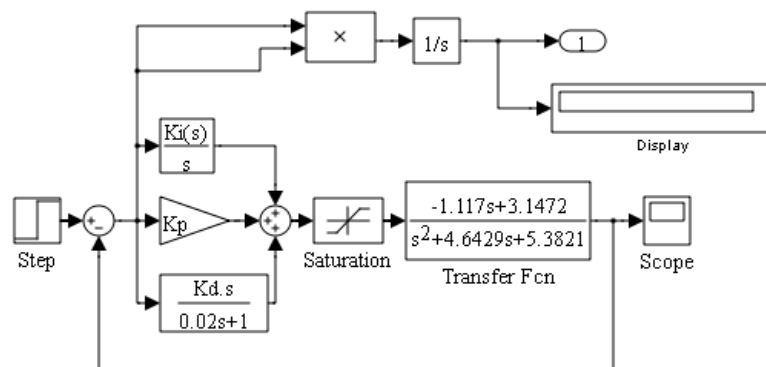 ×
1/s
1
Display
Ki(s)
s
Step
+
-
Kp
+
+
+
Saturation
-1.117s+3.1472
s²+4.6429s+5.3821
Transfer Fcn
Scope
Kd.s
0.02s+1